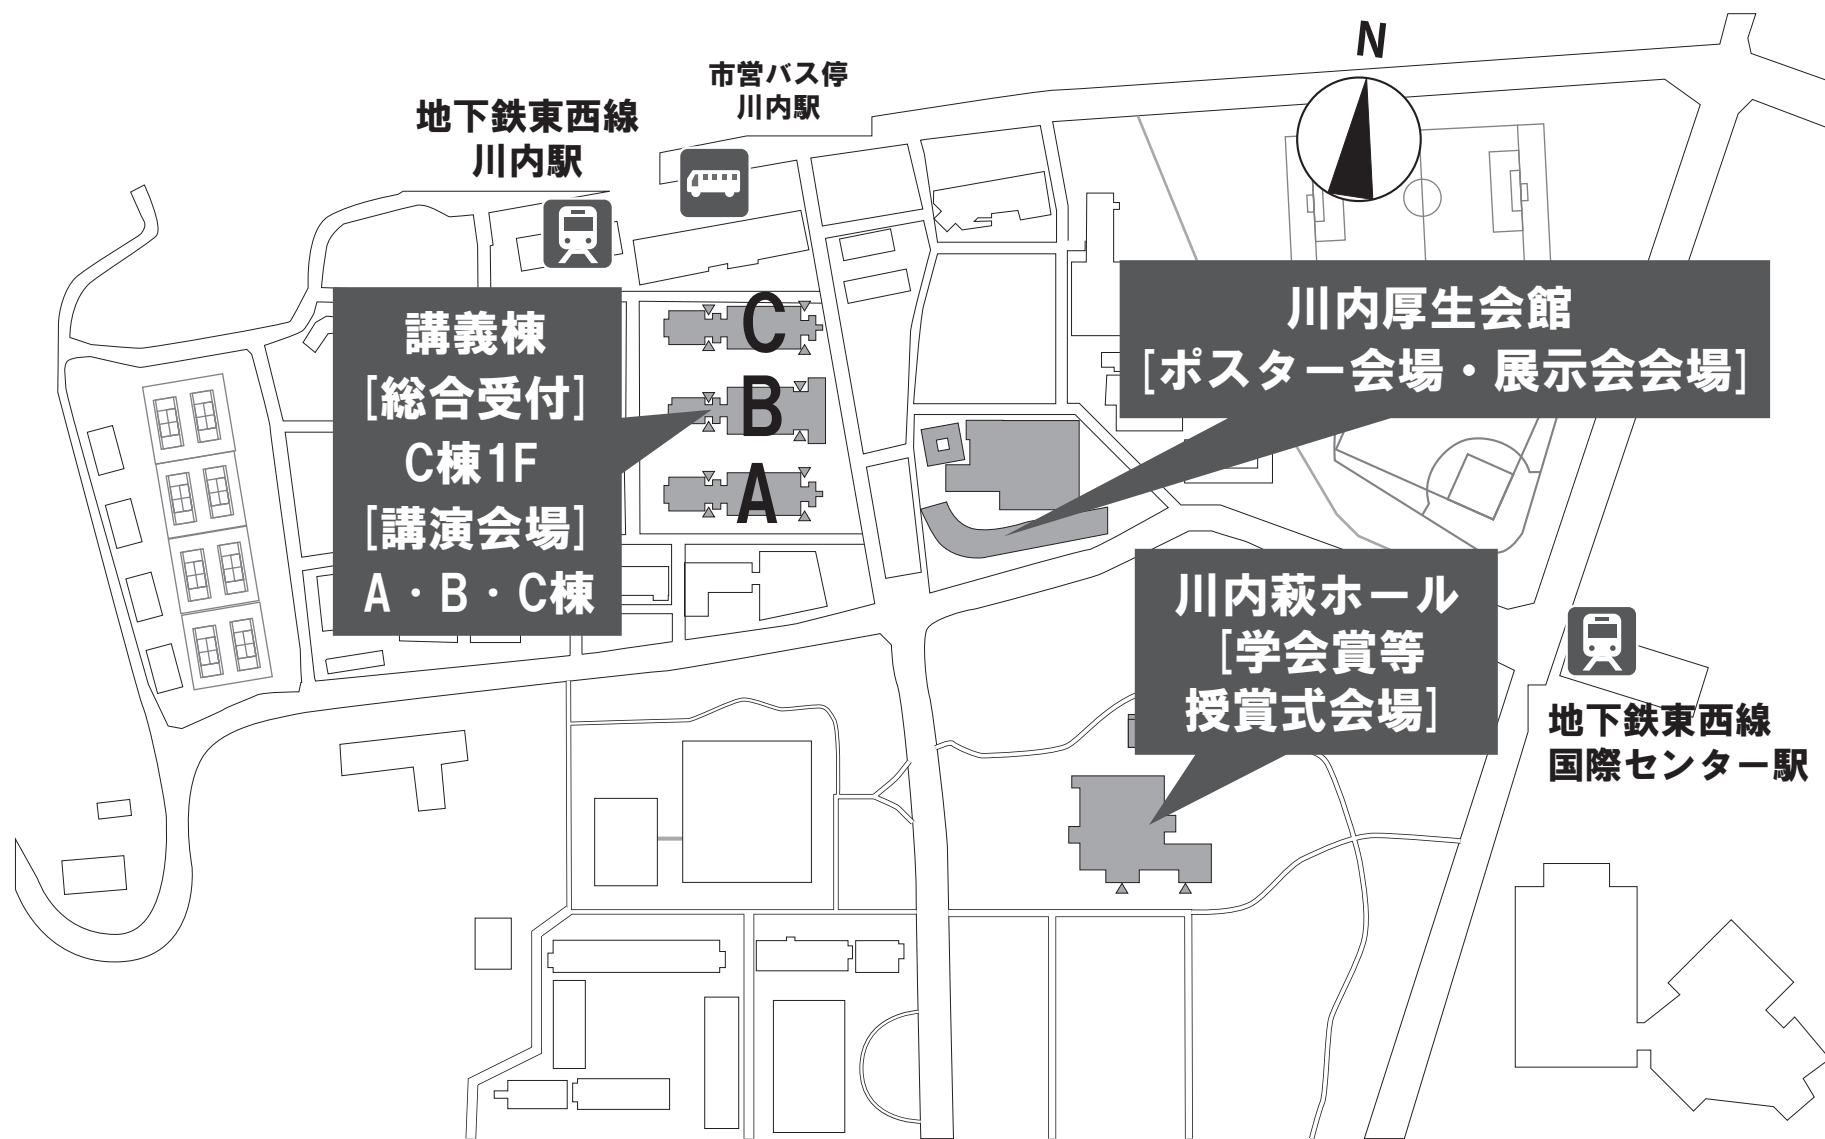 N
市営バス停
川内駅
地下鉄東西線
川内駅
講義棟
[総合受付]
C棟1F
[講演会場]
A・B・C棟
C
B
A
川内厚生会館
[ポスター会場・展示会会場]
川内萩ホール
[学会賞等
授賞式会場]
地下鉄東西線
国際センター駅